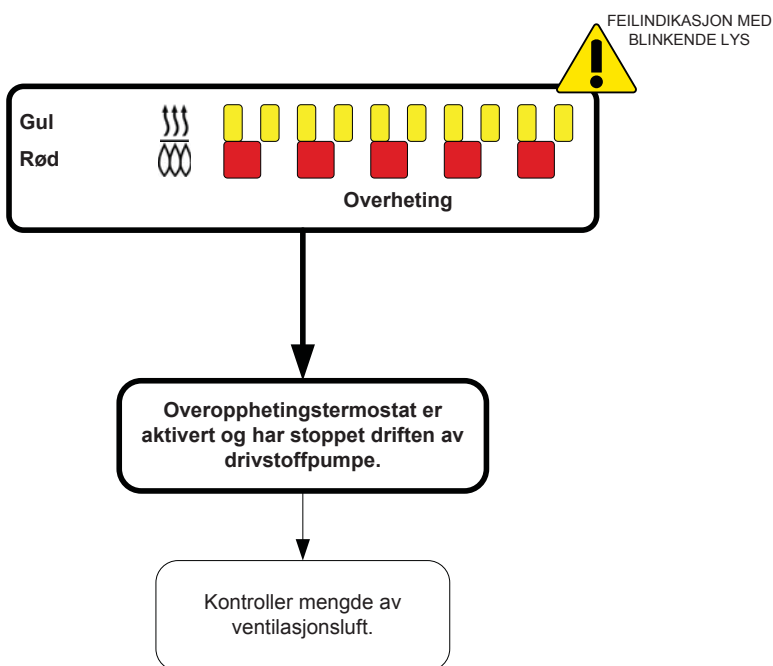 FEILINDIKASJON MED
BLINKENDE LYS
Gul
Rød
Overheting
Overopphetingstermostat er
aktivert og har stoppet driften av
drivstoffpumpe.
Kontroller mengde av
ventilasjonsluft.